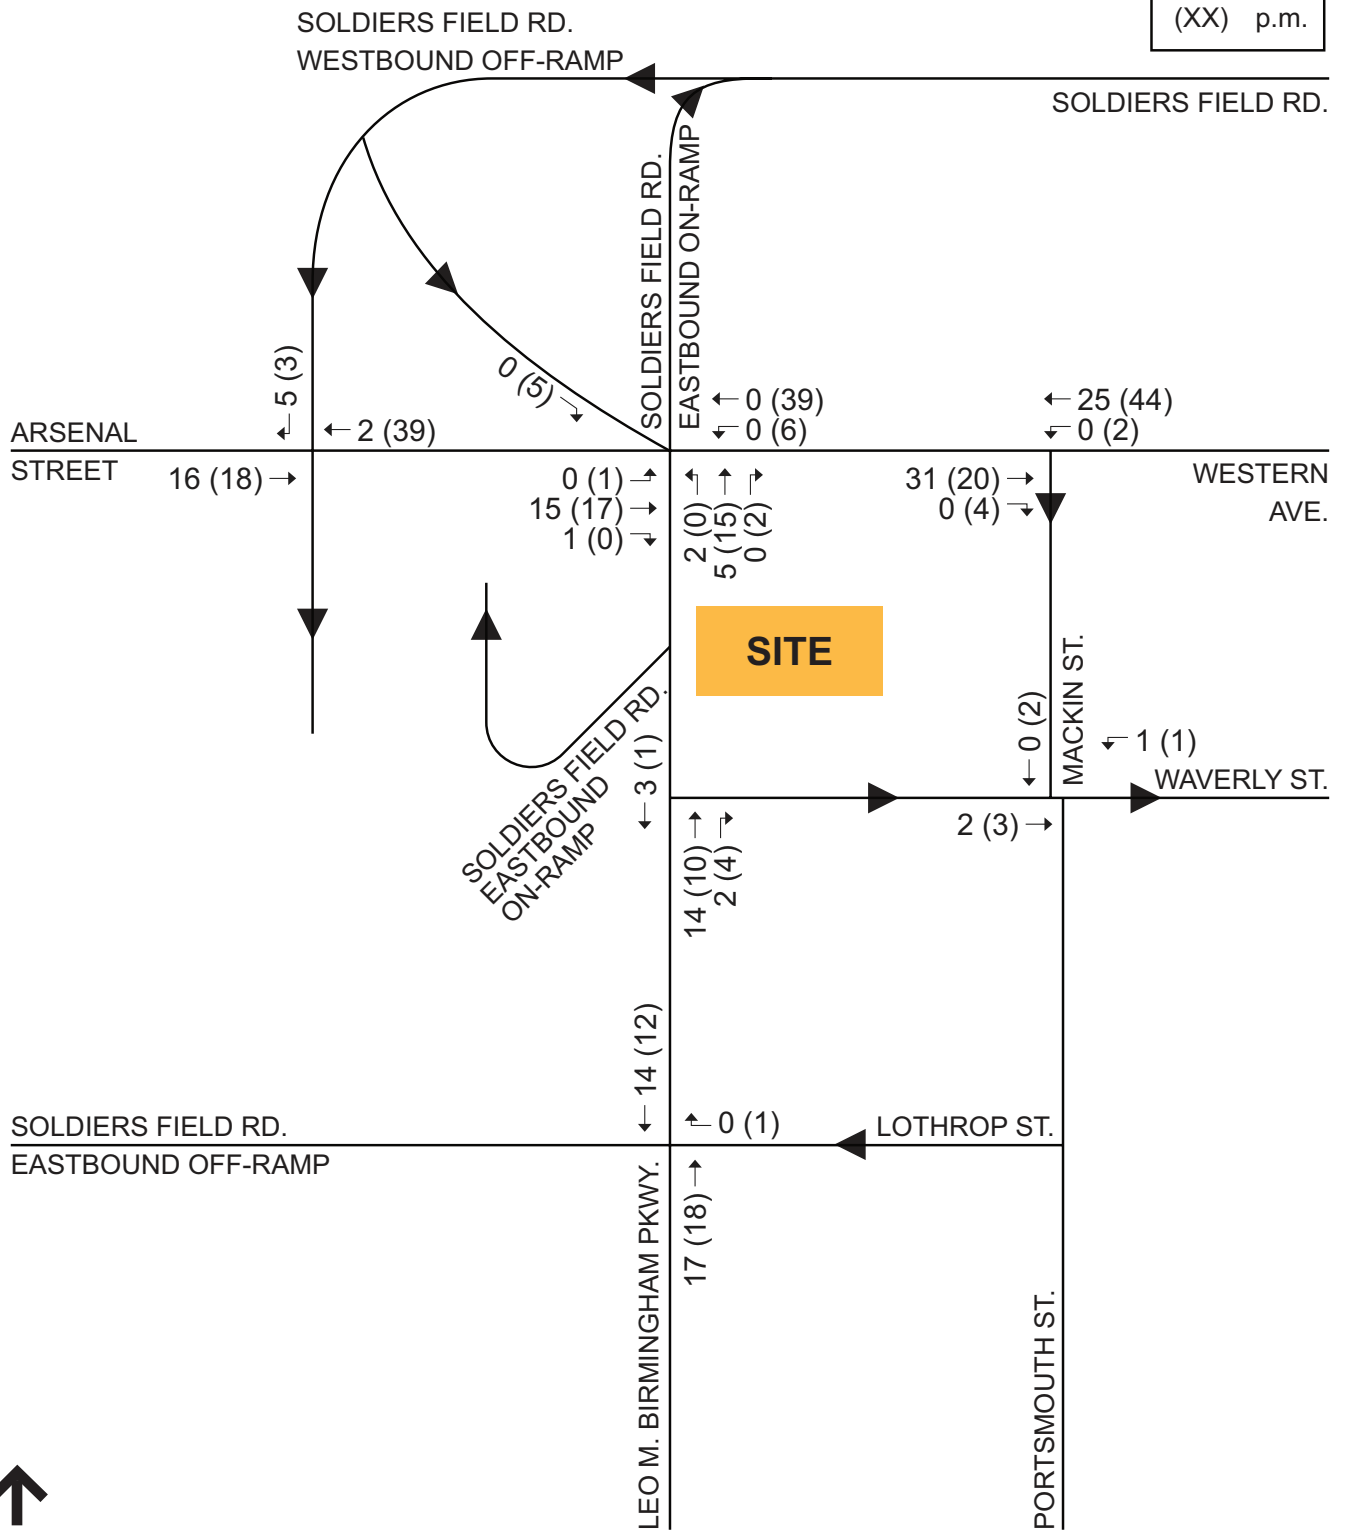 (XX) p.m.
SOLDIERS FIELD RD.
WESTBOUND OFF-RAMP
SOLDIERS FIELD RD.
SOLDIERS FIELD RD.
EASTBOUND ON-RAMP
5 (3)
0 (5)
0 (39)
0 (6)
25 (44)
0 (2)
2 (39)
ARSENAL
STREET
16 (18)
0 (1)
15 (17)
1 (0)
2 (0)
5 (15)
0 (2)
31 (20)
0 (4)
WESTERN
AVE.
SITE
SOLDIERS FIELD RD.
EASTBOUND
ON-RAMP
3 (1)
0 (2)
MACKIN ST.
1 (1)
WAVERLY ST.
14 (10)
2 (4)
2 (3)
14 (12)
0 (1)
LOTHROP ST.
SOLDIERS FIELD RD.
EASTBOUND OFF-RAMP
17 (18)
LEO M. BIRMINGHAM PKWY.
PORTSMOUTH ST.